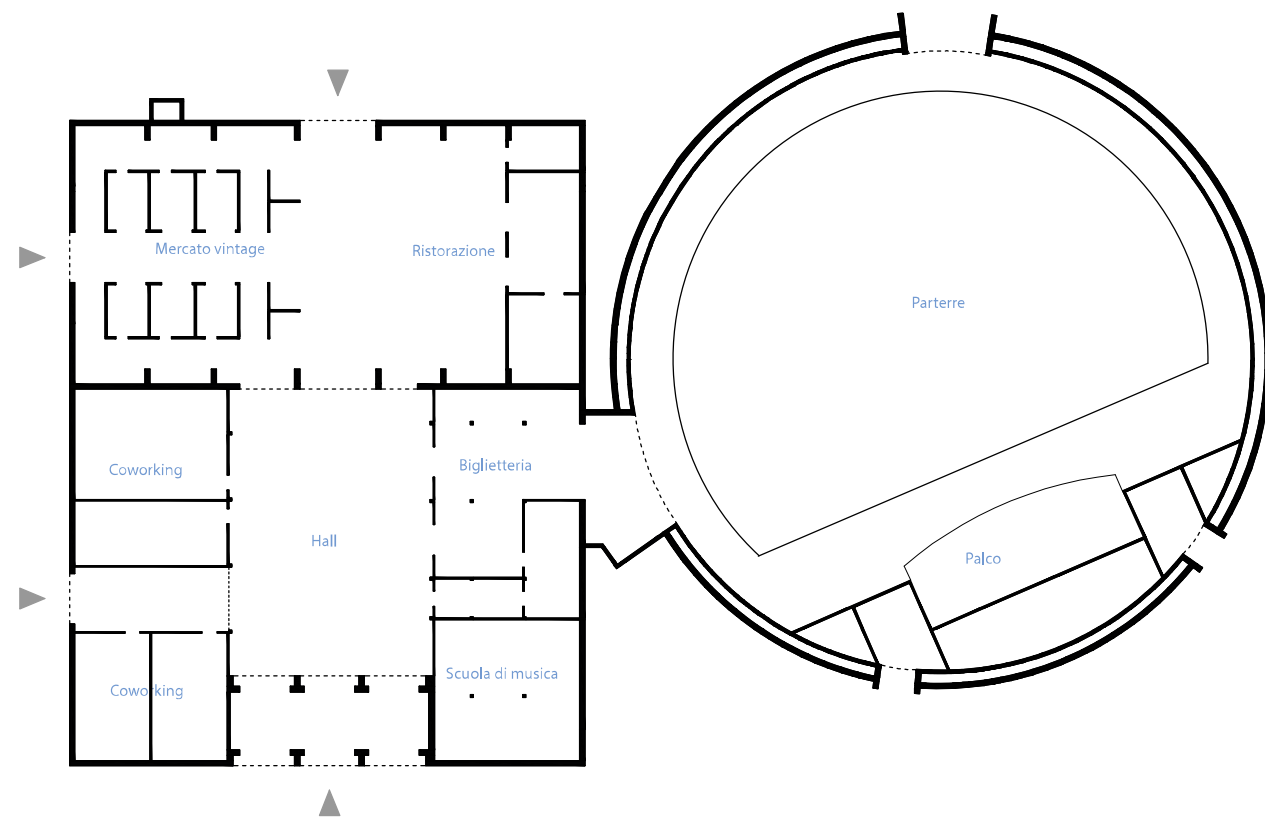 Mercato vintage
Ristorazione
Parterre
Coworking
Biglietteria
Hall
Palco
Coworking
Scuola di musica